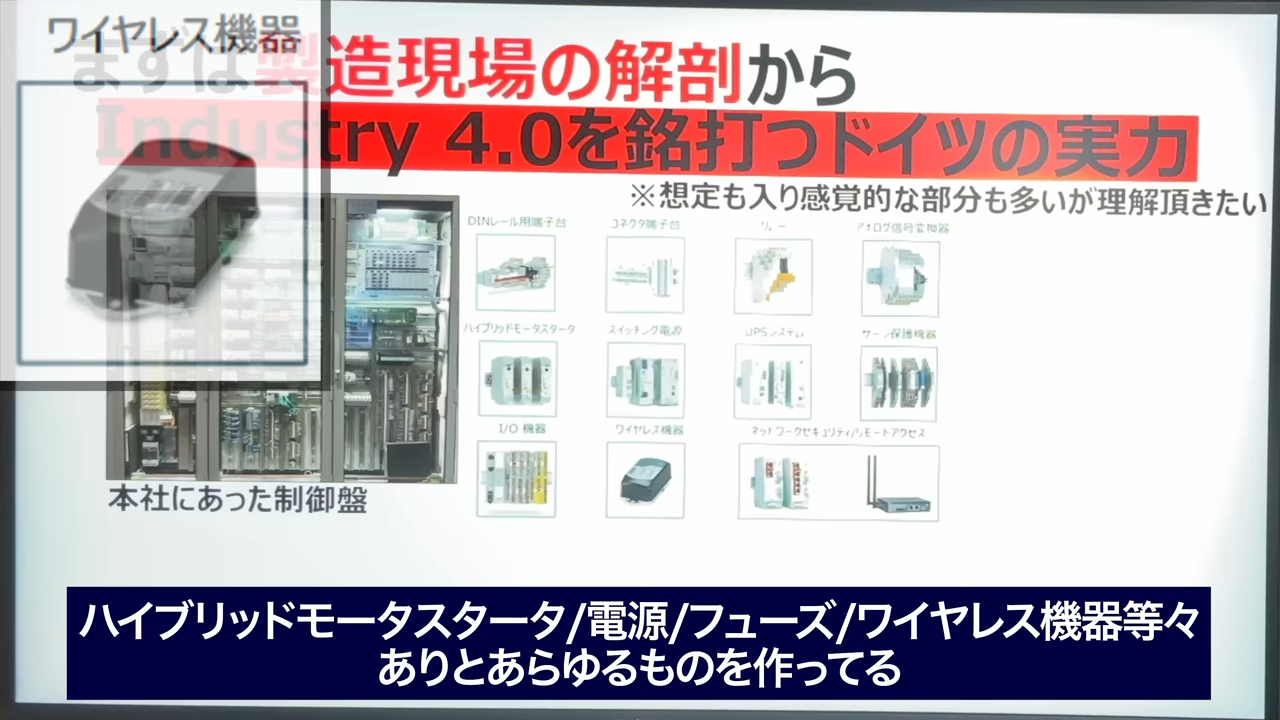 ワイヤレス機器
まずは製造現場の解剖から
Industry 4.0を銘打つドイツの実力
※想定も入り感覚的な部分も多いが理解頂きたい
DINレール用端子台
コネクタ端子台
リレー
アナログ信号変換器
ハイブリッドモータスタータ
スイッチング電源
UPSシステム
サージ保護機器
I/O 機器
ワイヤレス機器
ネットワークセキュリティ/リモートアクセス
本社にあった制御盤
ハイブリッドモータスタータ/電源/フューズ/ワイヤレス機器等々
ありとあらゆるものを作ってる